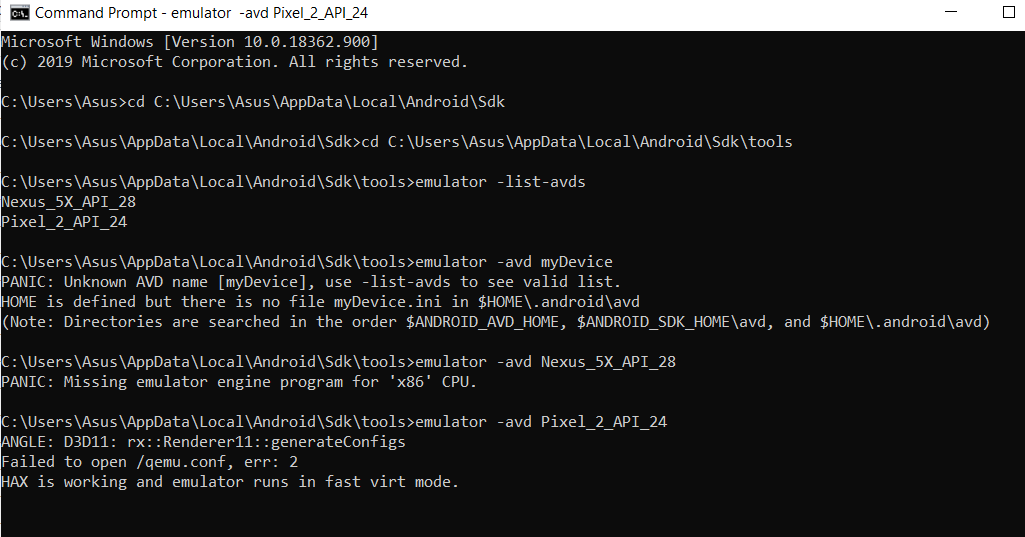 Command Prompt - emulator  -avd Pixel_2_API_24
Microsoft Windows [Version 10.0.18362.900]
(c) 2019 Microsoft Corporation. All rights reserved.
C:\Users\Asus>cd C:\Users\Asus\AppData\Local\Android\Sdk
C:\Users\Asus\AppData\Local\Android\Sdk>cd C:\Users\Asus\AppData\Local\Android\Sdk\tools
C:\Users\Asus\AppData\Local\Android\Sdk\tools>emulator -list-avds
Nexus_5X_API_28
Pixel_2_API_24
C:\Users\Asus\AppData\Local\Android\Sdk\tools>emulator -avd myDevice
PANIC: Unknown AVD name [myDevice], use -list-avds to see valid list.
HOME is defined but there is no file myDevice.ini in $HOME\.android\avd
(Note: Directories are searched in the order $ANDROID_AVD_HOME, $ANDROID_SDK_HOME\avd, and $HOME\.android\avd)
C:\Users\Asus\AppData\Local\Android\Sdk\tools>emulator -avd Nexus_5X_API_28
PANIC: Missing emulator engine program for 'x86' CPU.
C:\Users\Asus\AppData\Local\Android\Sdk\tools>emulator -avd Pixel_2_API_24
ANGLE: D3D11: rx::Renderer11::generateConfigs
Failed to open /qemu.conf, err: 2
HAX is working and emulator runs in fast virt mode.